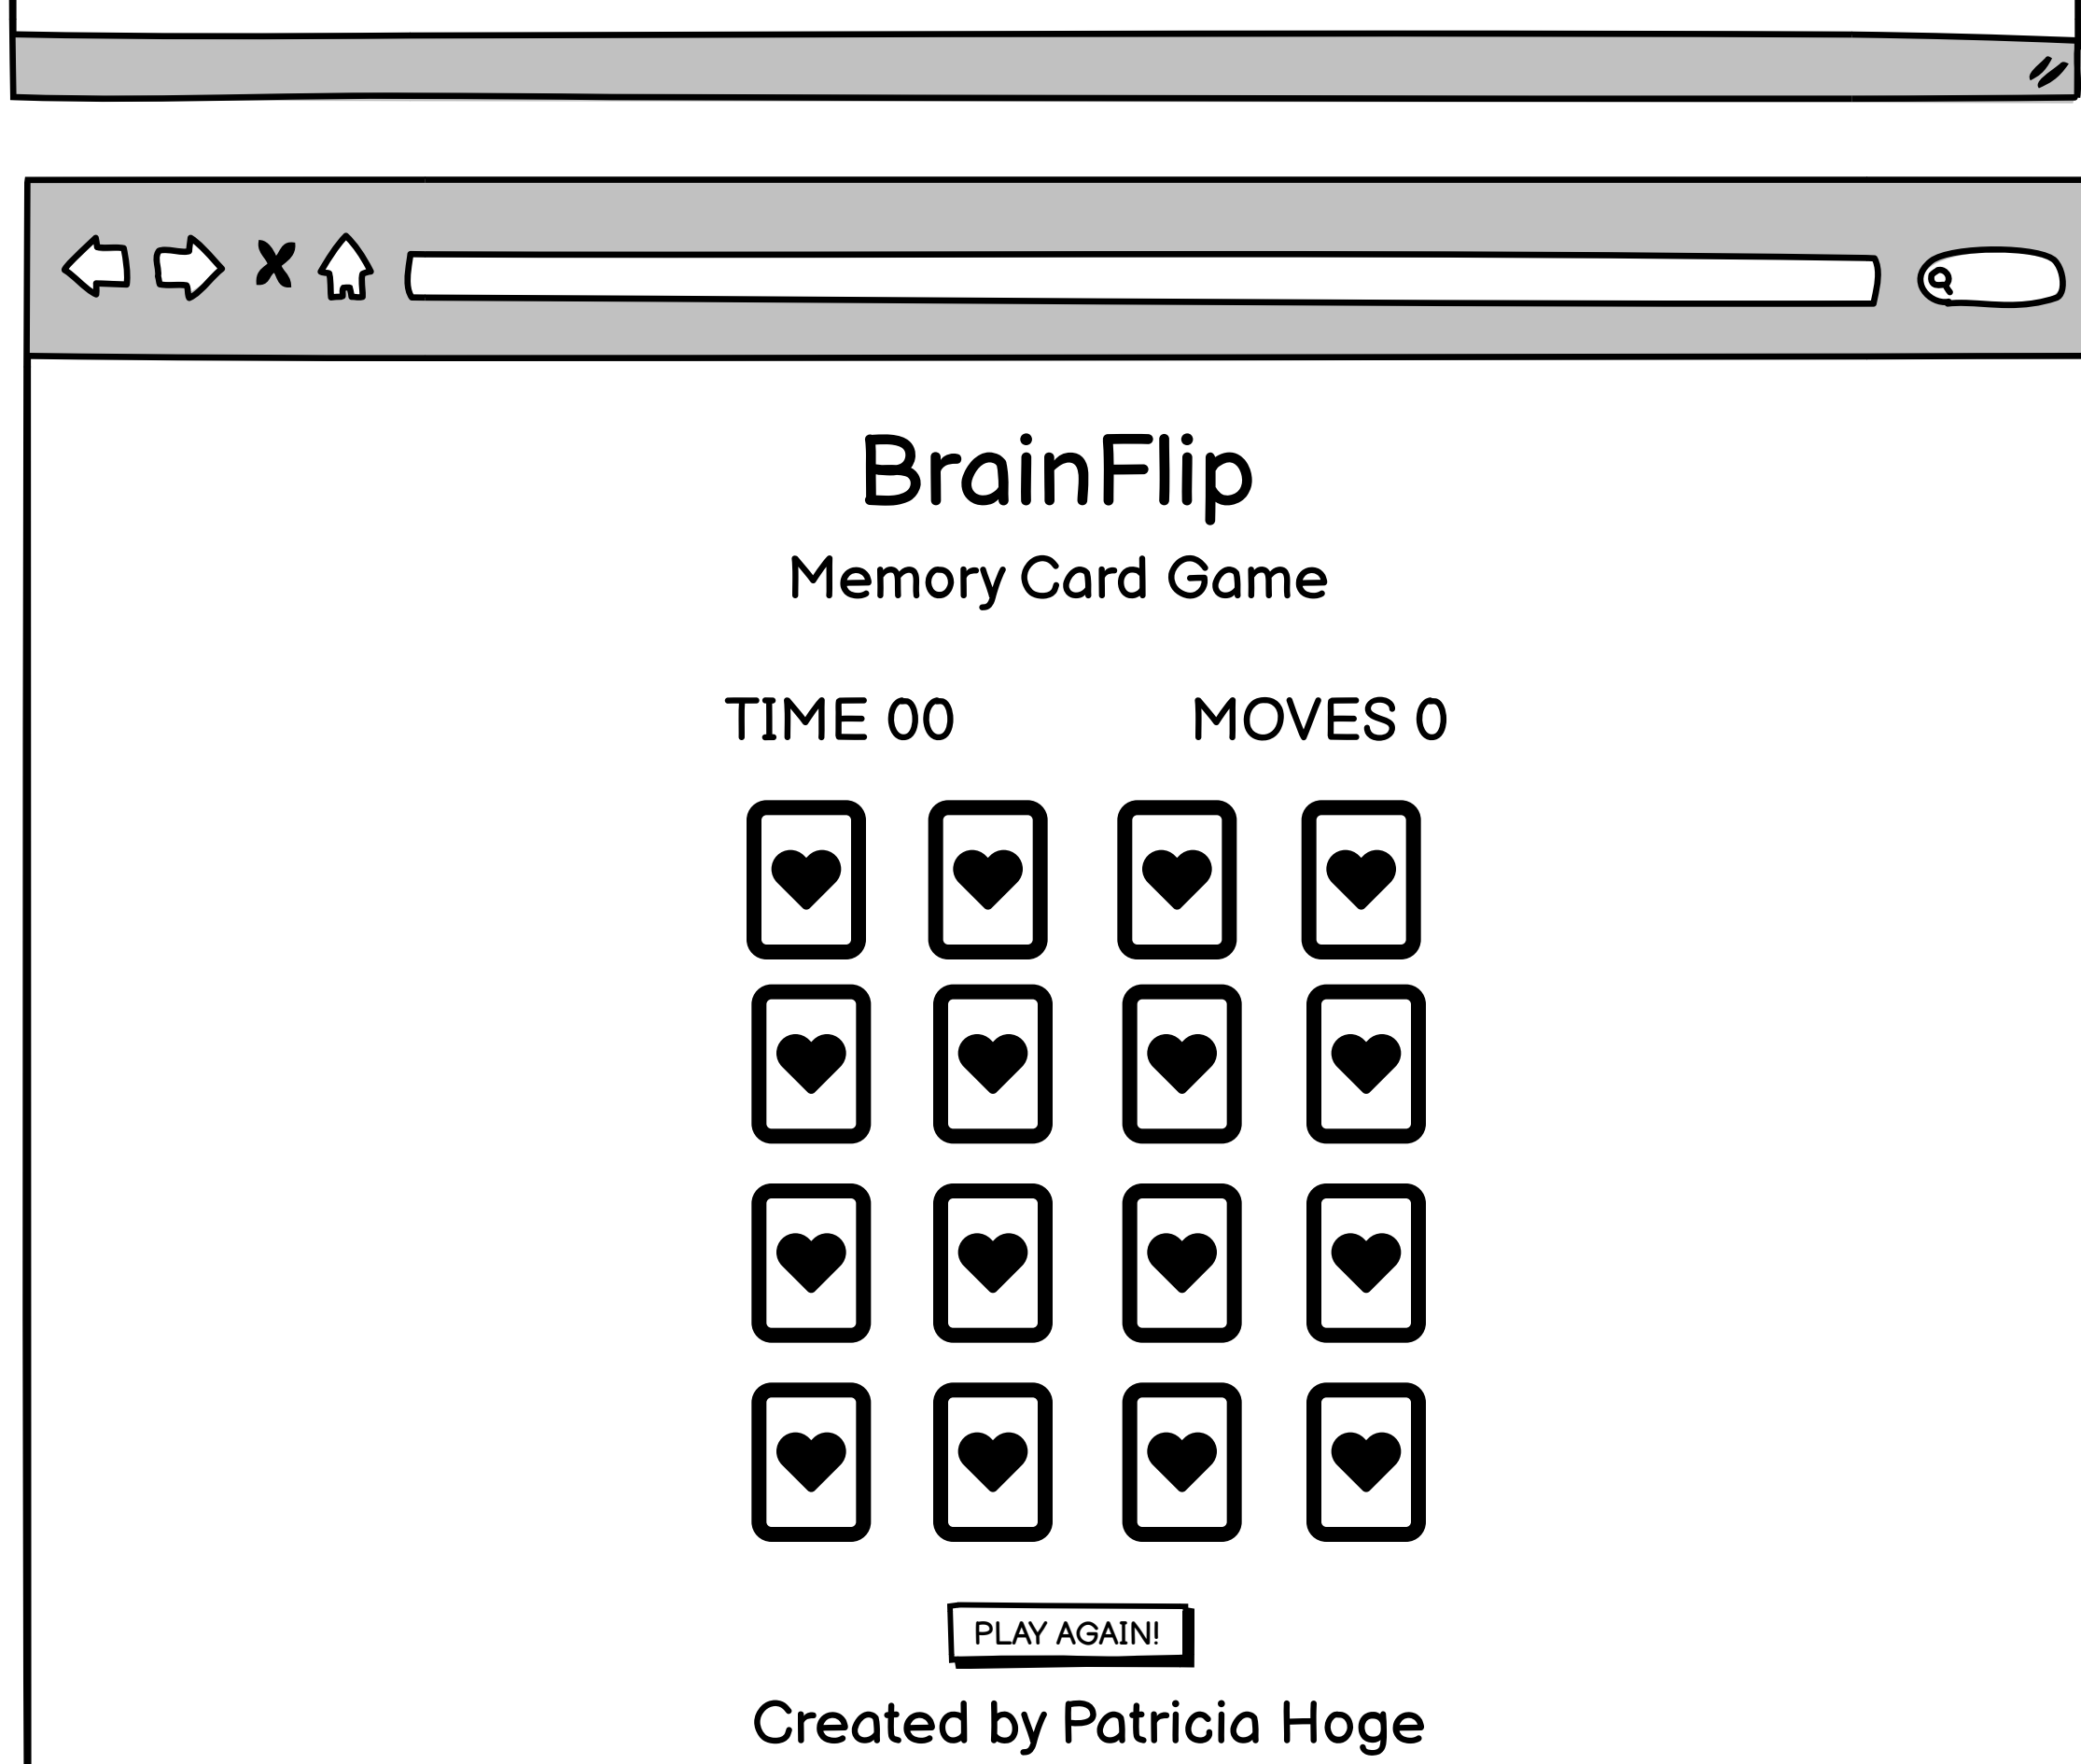 BrainFlip
Memory Card Game
TIME 00 MOVES 0
PLAY AGAIN!
Created by Patricia Hoge